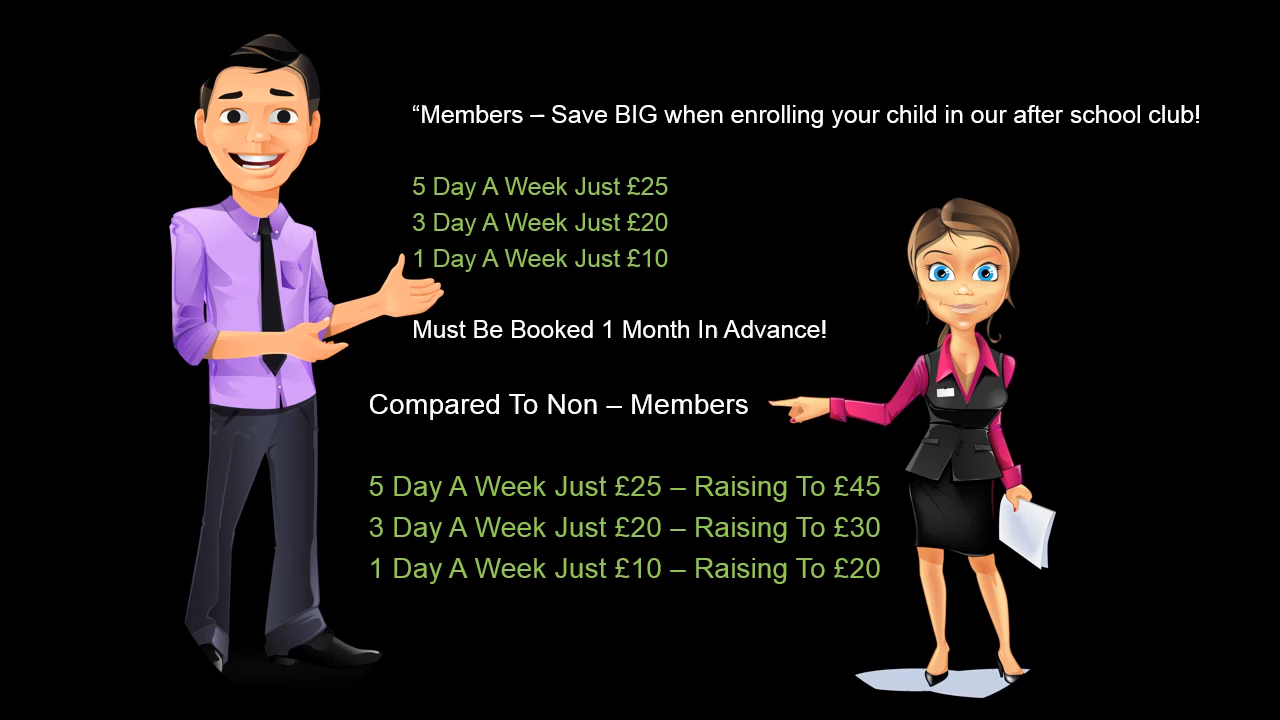 “Members – Save BIG when enrolling your child in our after school club!
5 Day A Week Just £25
3 Day A Week Just £20
1 Day A Week Just £10
Must Be Booked 1 Month In Advance!
Compared To Non – Members
5 Day A Week Just £25 – Raising To £45
3 Day A Week Just £20 – Raising To £30
1 Day A Week Just £10 – Raising To £20